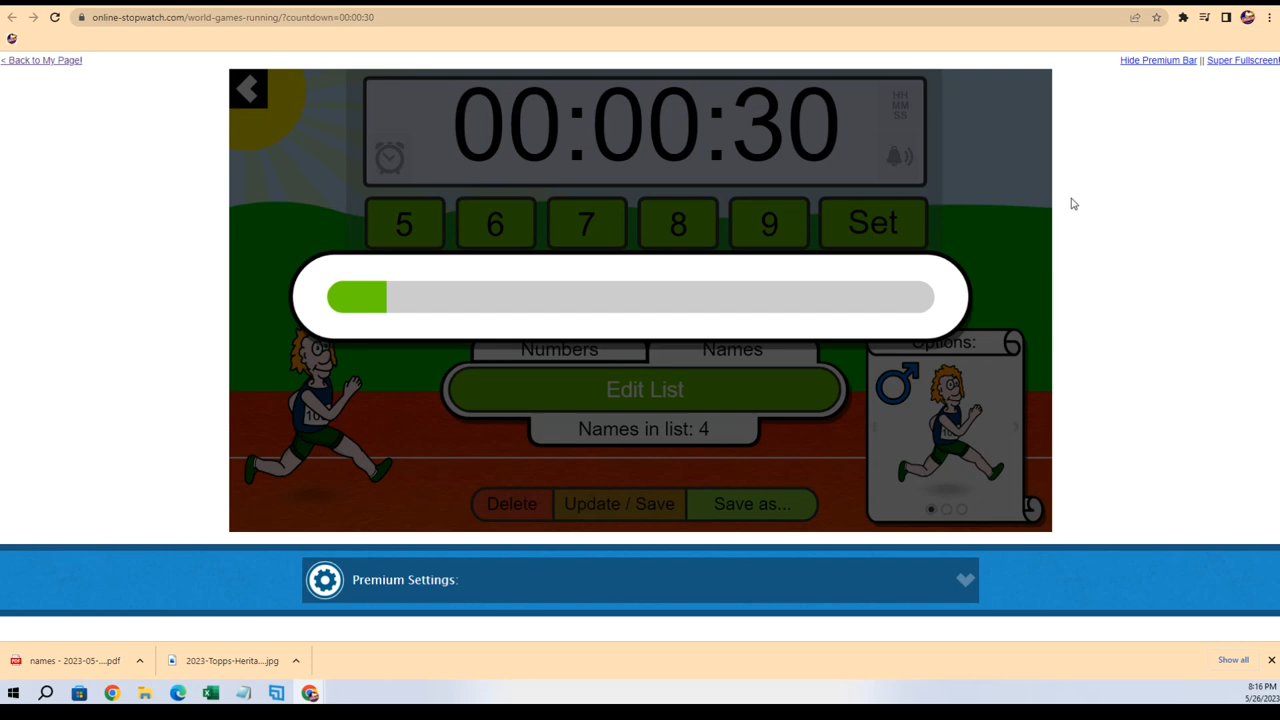 online-stopwatch.com/world-games-running/?countdown=00:00:30
< Back to My Page!
Hide Premium Bar || Super Fullscreen!
00:00:30
HH
MM
SS
5 6 7 8 9 Set
Numbers Names
Options:
Edit List
Names in list: 4
Delete Update / Save Save as...
Premium Settings:
names - 2023-05-....pdf
2023-Topps-Herita....jpg
Show all
8:16 PM
5/26/2023